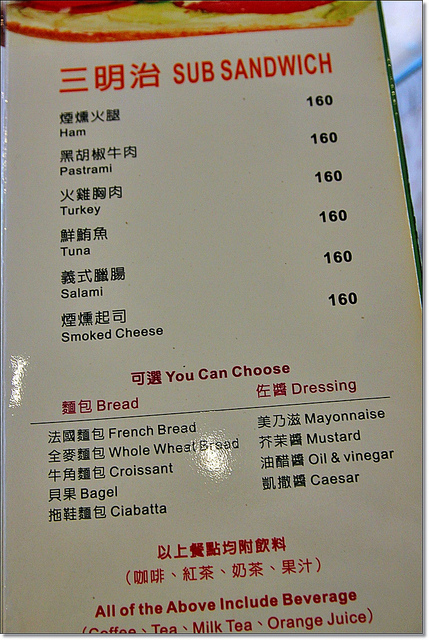 三明治 SUB SANDWICH
煙燻火腿 160
Ham
黑胡椒牛肉 160
Pastrami
火雞胸肉 160
Turkey
鮮鮪魚 160
Tuna
義式臘腸 160
Salami
煙燻起司 160
Smoked Cheese
可選 You Can Choose
麵包 Bread 佐醬 Dressing
法國麵包 French Bread 美乃滋 Mayonnaise
全麥麵包 Whole Wheat Bread 芥茉醬 Mustard
牛角麵包 Croissant 油醋醬 Oil & vinegar
貝果 Bagel 凱撒醬 Caesar
拖鞋麵包 Ciabatta
以上餐點均附飲料
（咖啡、紅茶、奶茶、果汁）
All of the Above Include Beverage
(Coffee、Tea、Milk Tea、Orange Juice)